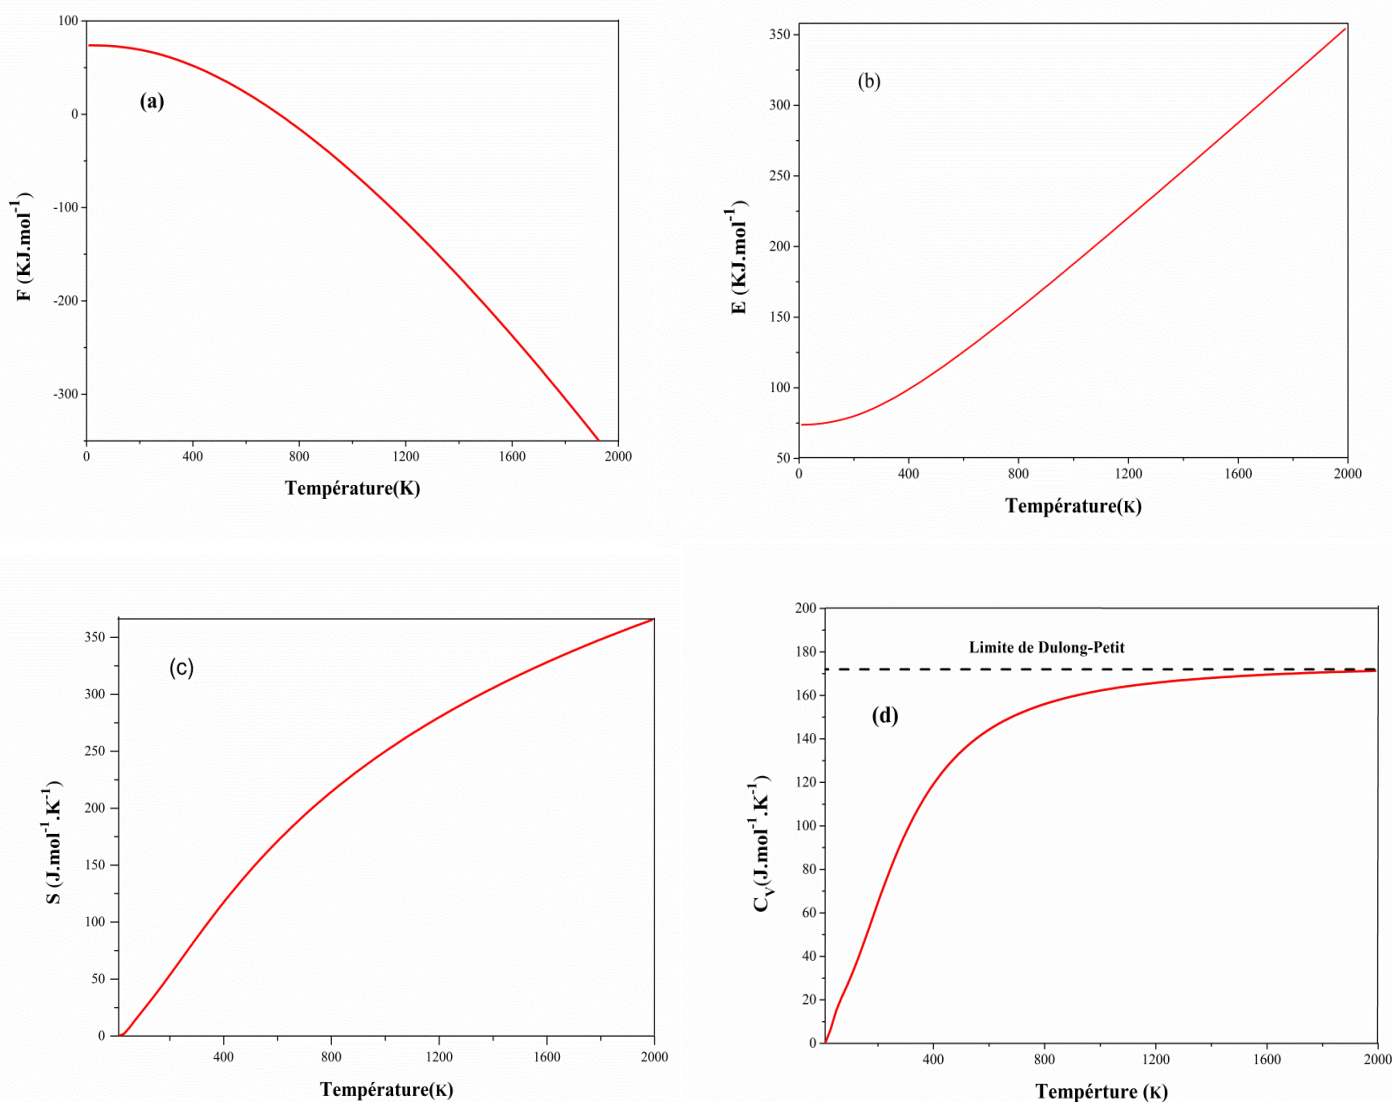 100
0
-100
-200
-300
0 400 800 1200 1600 2000
F (KJ.mol⁻¹)
(a)
Température(K)
350
300
250
200
150
100
50
0 400 800 1200 1600 2000
E (KJ.mol⁻¹)
(b)
Température(K)
350
300
250
200
150
100
50
0
400 800 1200 1600 2000
S (J.mol⁻¹.K⁻¹)
(c)
Température(K)
200
180
160
140
120
100
80
60
40
20
0
400 800 1200 1600 2000
C_V(J.mol⁻¹.K⁻¹)
Limite de Dulong-Petit
(d)
Tempérture (K)